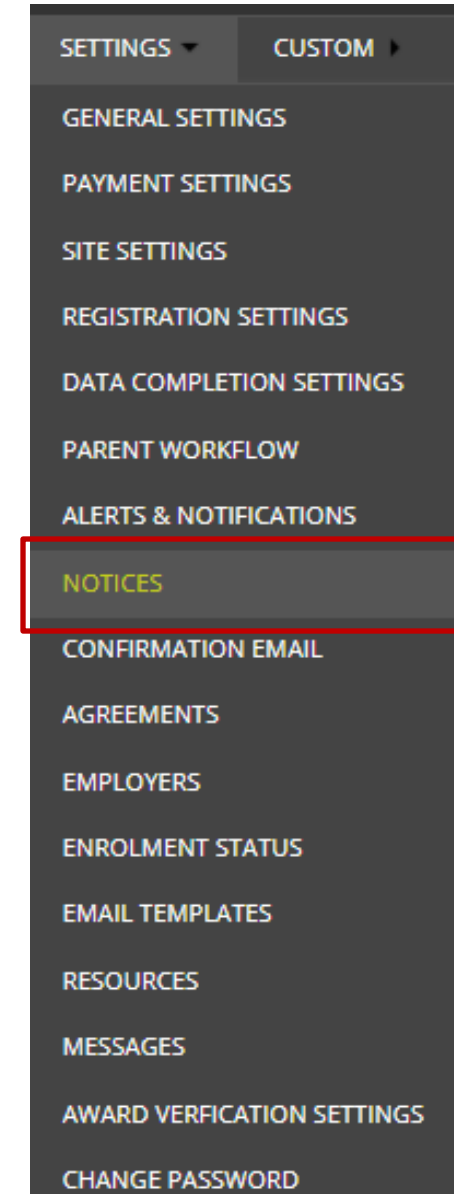 SETTINGS CUSTOM
GENERAL SETTINGS
PAYMENT SETTINGS
SITE SETTINGS
REGISTRATION SETTINGS
DATA COMPLETION SETTINGS
PARENT WORKFLOW
ALERTS & NOTIFICATIONS
NOTICES
CONFIRMATION EMAIL
AGREEMENTS
EMPLOYERS
ENROLMENT STATUS
EMAIL TEMPLATES
RESOURCES
MESSAGES
AWARD VERFICATION SETTINGS
CHANGE PASSWORD